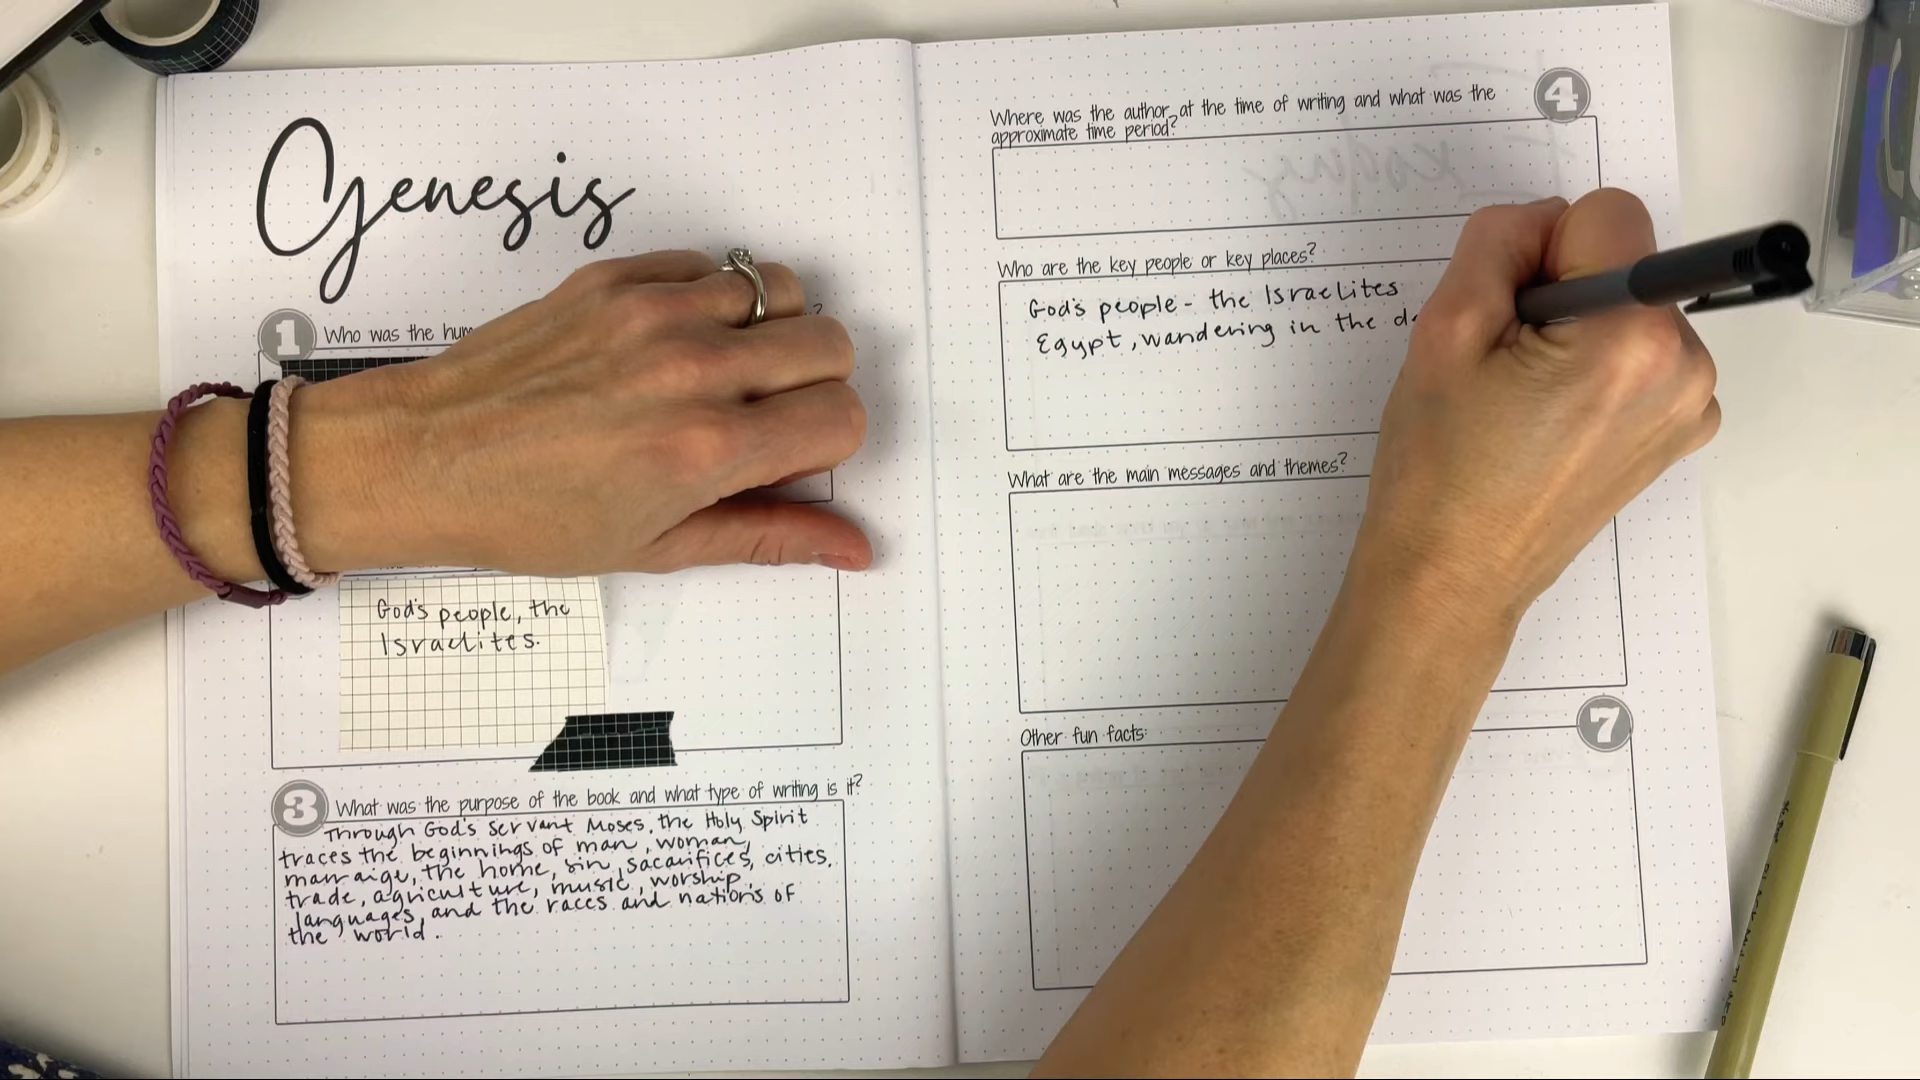 Genesis
1 Who was the hum
God's people, the
Israelites.
3 What was the purpose of the book and what type of writing is it?
Through God's servant Moses, the Holy Spirit
traces the beginnings of man, woman,
marraige, the home, sin, sacarifices, cities,
trade, agriculture, music, worship,
languages, and the races and nations of
the world.
4
Where was the author at the time of writing and what was the
approximate time period?
Exodus
Who are the key people or key places?
God's people - the Israelites
Egypt, wandering in the de
What are the main messages and themes?
7
Other fun facts: